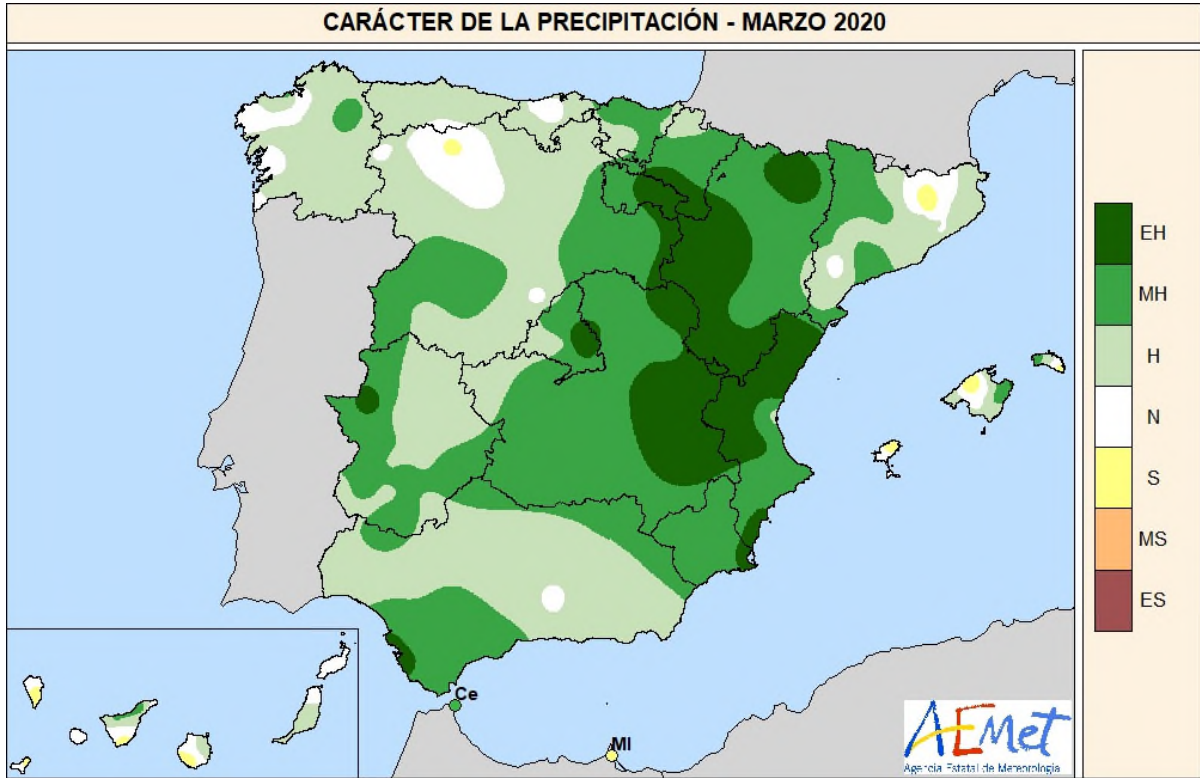 CARÁCTER DE LA PRECIPITACIÓN - MARZO 2020
EH
MH
H
N
S
MS
ES
Ce
Ml
AEMet
Agencia Estatal de Meteorología